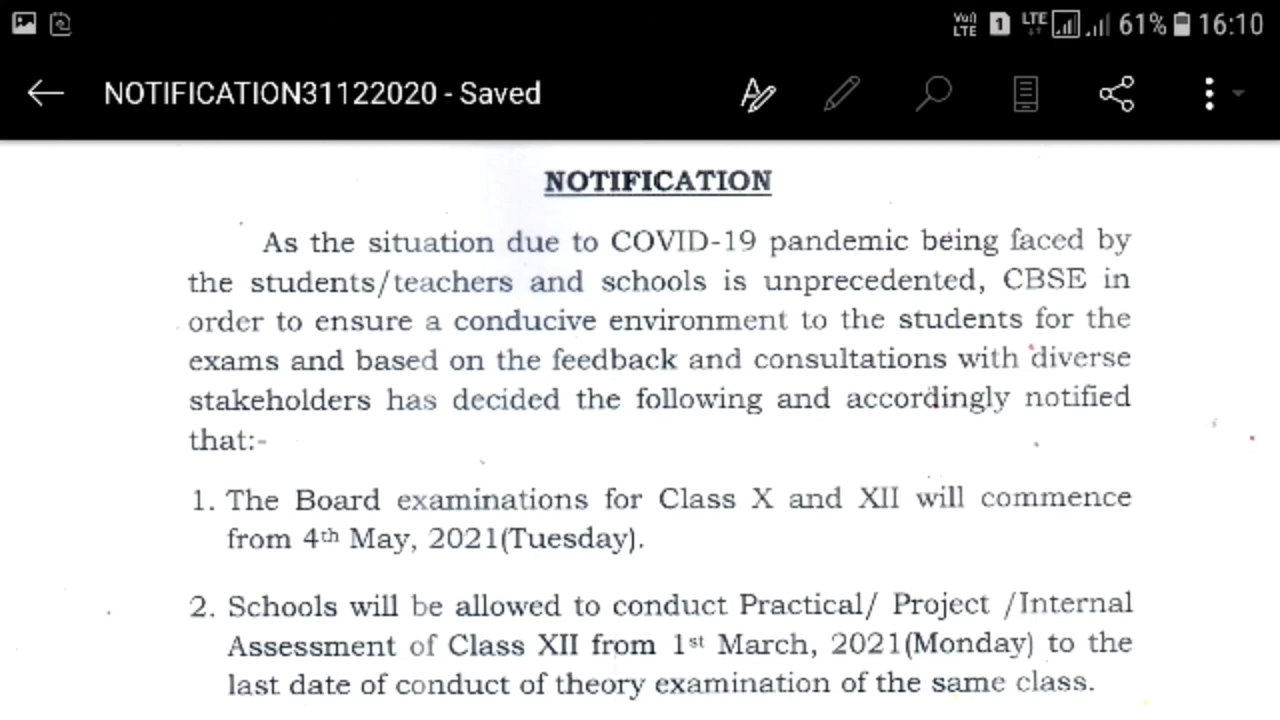 Vo)) LTE 1 LTE 61% 16:10
NOTIFICATION31122020 - Saved
NOTIFICATION
As the situation due to COVID-19 pandemic being faced by
the students/teachers and schools is unprecedented, CBSE in
order to ensure a conducive environment to the students for the
exams and based on the feedback and consultations with diverse
stakeholders has decided the following and accordingly notified
that:-
1. The Board examinations for Class X and XII will commence
from 4th May, 2021(Tuesday).
2. Schools will be allowed to conduct Practical/ Project /Internal
Assessment of Class XII from 1st March, 2021(Monday) to the
last date of conduct of theory examination of the same class.